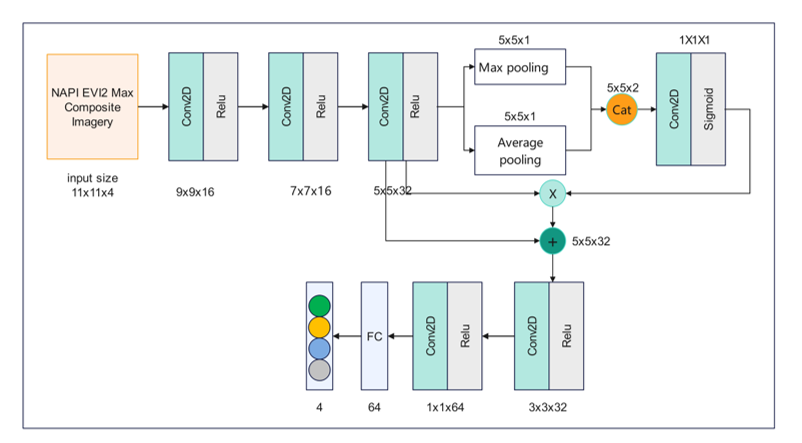 NAPI EVI2 Max
Composite
Imagery
input size
11x11x4
Conv2D
Relu
9x9x16
Conv2D
Relu
7x7x16
Conv2D
Relu
5x5x32
5x5x1
Max pooling
5x5x1
Average
pooling
5x5x2
Cat
1X1X1
Conv2D
Sigmoid
X
+
5x5x32
Conv2D
Relu
3x3x32
Conv2D
Relu
1x1x64
FC
64
4